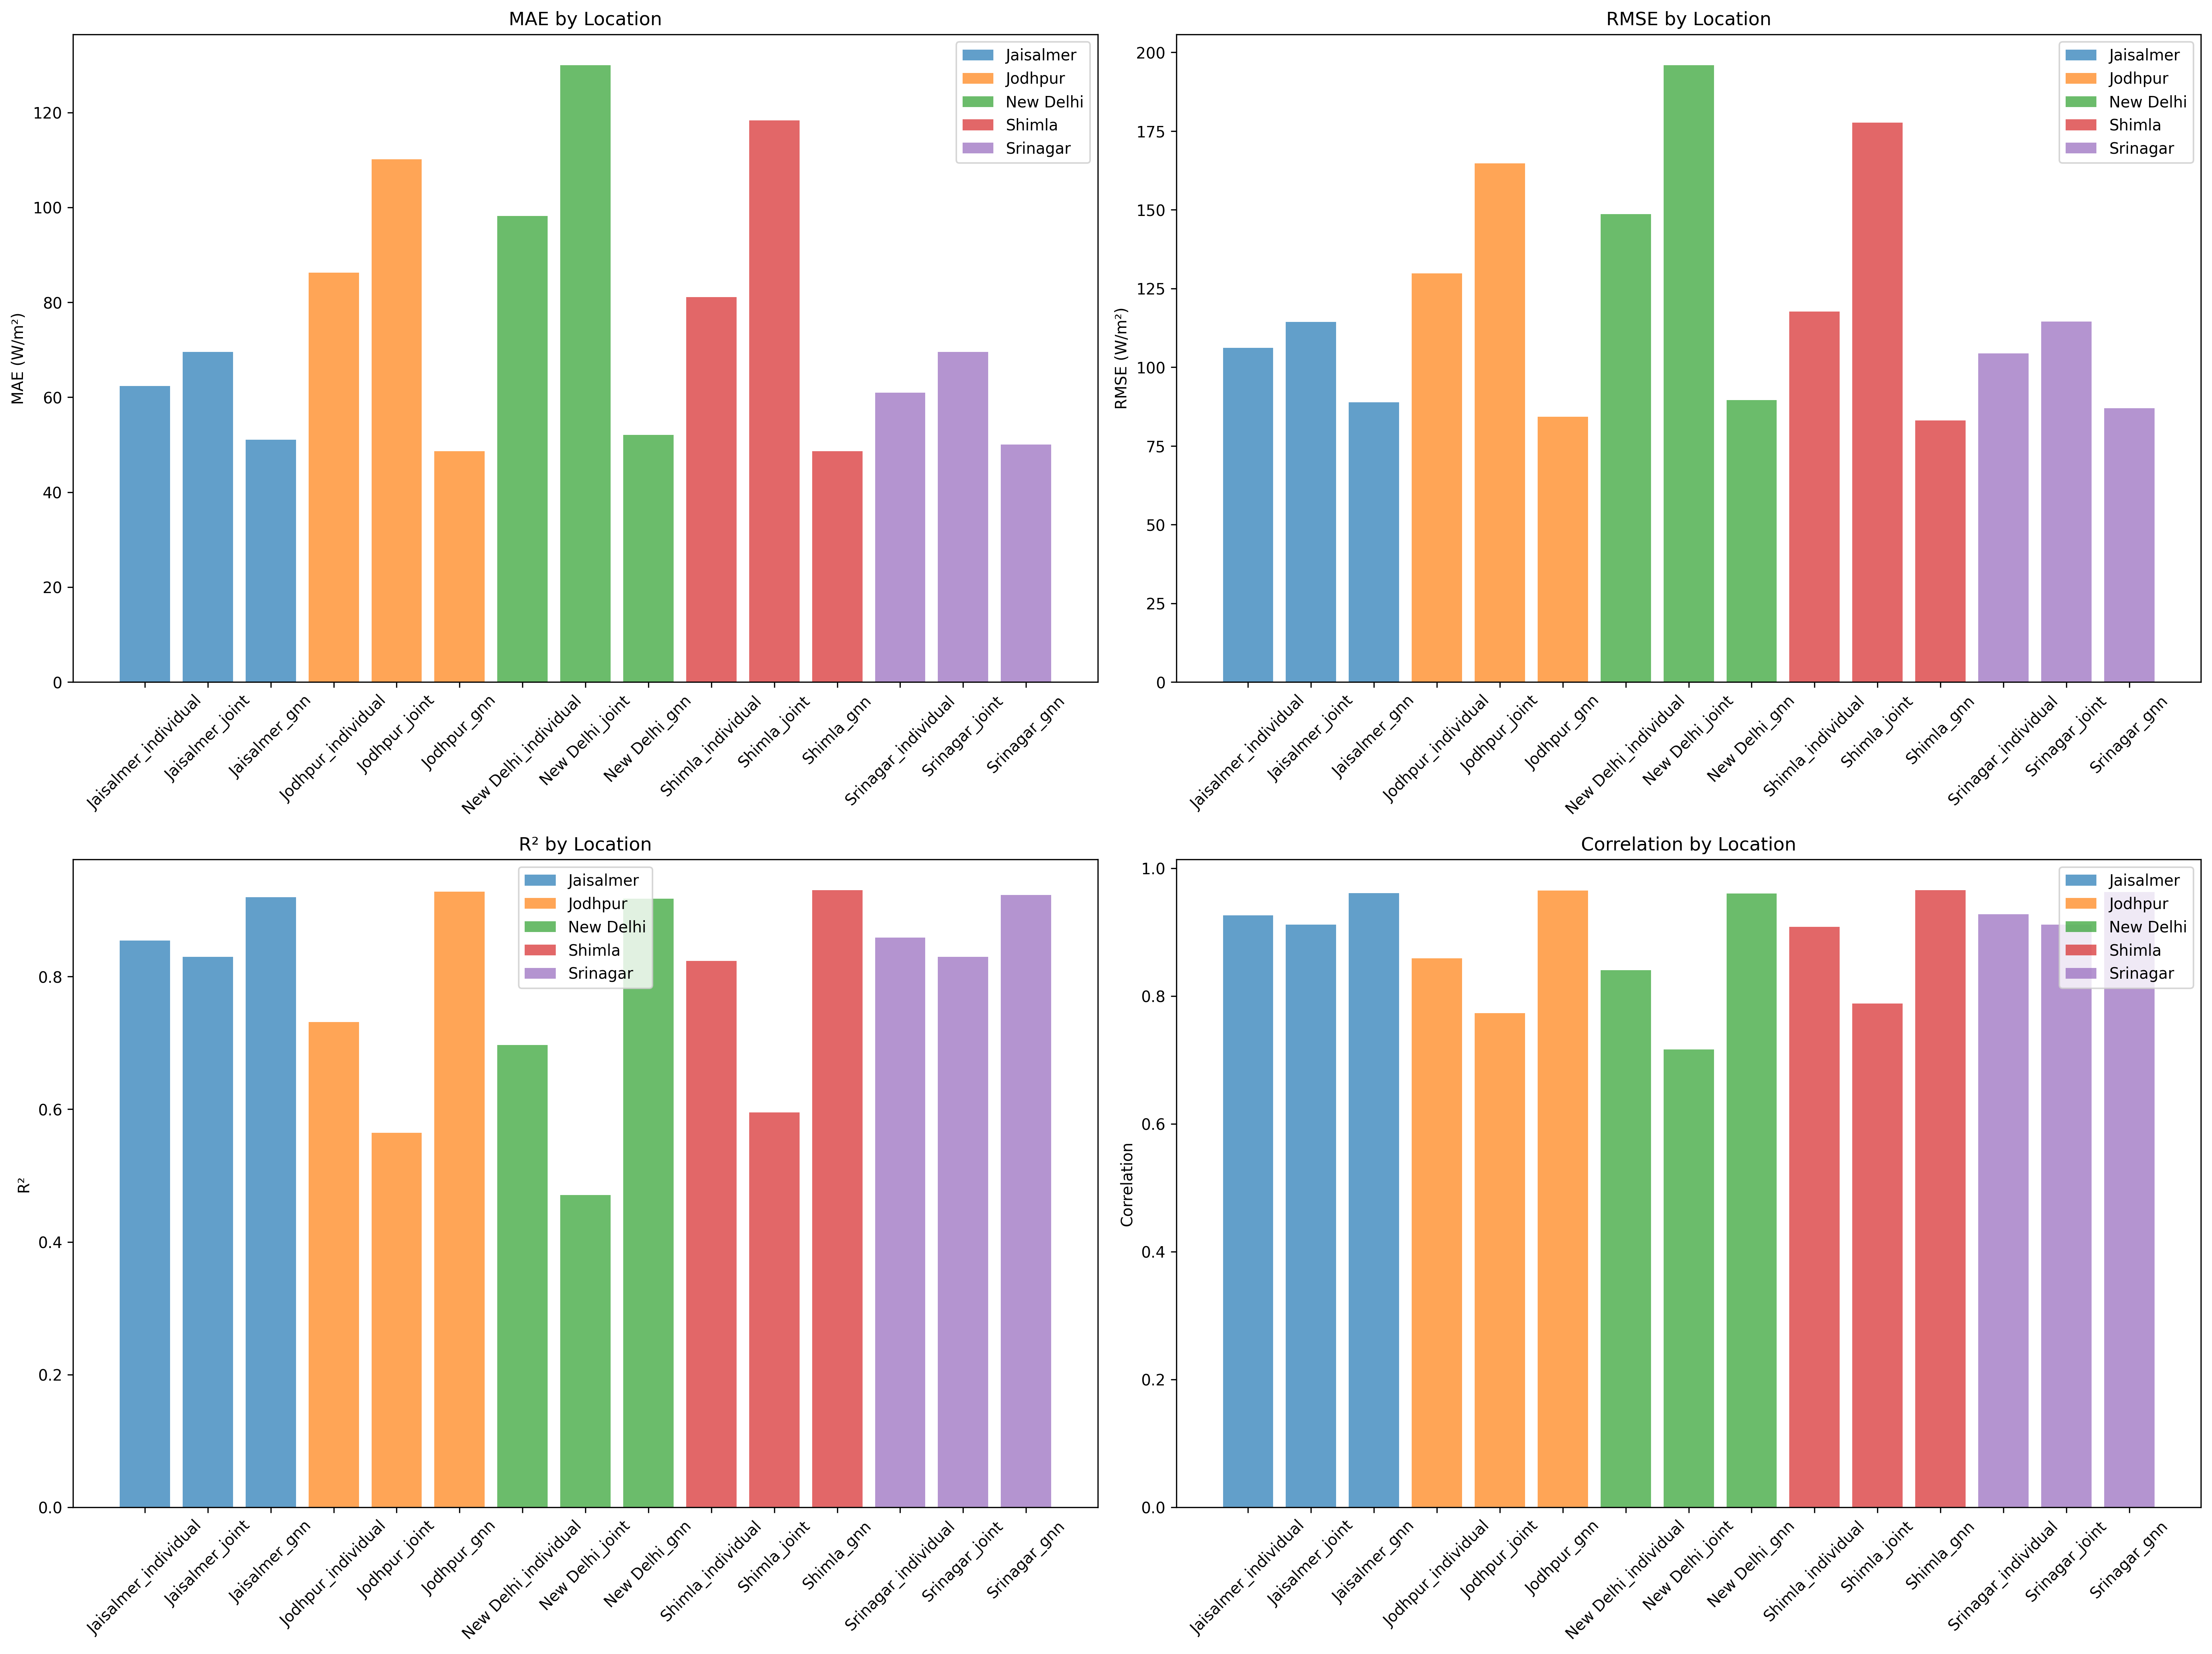 MAE by Location
MAE (W/m²)
120
100
80
60
40
20
0
Jaisalmer
Jodhpur
New Delhi
Shimla
Srinagar
Jaisalmer_individual
Jaisalmer_joint
Jaisalmer_gnn
Jodhpur_individual
Jodhpur_joint
Jodhpur_gnn
New Delhi_individual
New Delhi_joint
New Delhi_gnn
Shimla_individual
Shimla_joint
Shimla_gnn
Srinagar_individual
Srinagar_joint
Srinagar_gnn
RMSE by Location
RMSE (W/m²)
200
175
150
125
100
75
50
25
0
Jaisalmer
Jodhpur
New Delhi
Shimla
Srinagar
Jaisalmer_individual
Jaisalmer_joint
Jaisalmer_gnn
Jodhpur_individual
Jodhpur_joint
Jodhpur_gnn
New Delhi_individual
New Delhi_joint
New Delhi_gnn
Shimla_individual
Shimla_joint
Shimla_gnn
Srinagar_individual
Srinagar_joint
Srinagar_gnn
R² by Location
R²
0.8
0.6
0.4
0.2
0.0
Jaisalmer
Jodhpur
New Delhi
Shimla
Srinagar
Jaisalmer_individual
Jaisalmer_joint
Jaisalmer_gnn
Jodhpur_individual
Jodhpur_joint
Jodhpur_gnn
New Delhi_individual
New Delhi_joint
New Delhi_gnn
Shimla_individual
Shimla_joint
Shimla_gnn
Srinagar_individual
Srinagar_joint
Srinagar_gnn
Correlation by Location
Correlation
1.0
0.8
0.6
0.4
0.2
0.0
Jaisalmer
Jodhpur
New Delhi
Shimla
Srinagar
Jaisalmer_individual
Jaisalmer_joint
Jaisalmer_gnn
Jodhpur_individual
Jodhpur_joint
Jodhpur_gnn
New Delhi_individual
New Delhi_joint
New Delhi_gnn
Shimla_individual
Shimla_joint
Shimla_gnn
Srinagar_individual
Srinagar_joint
Srinagar_gnn